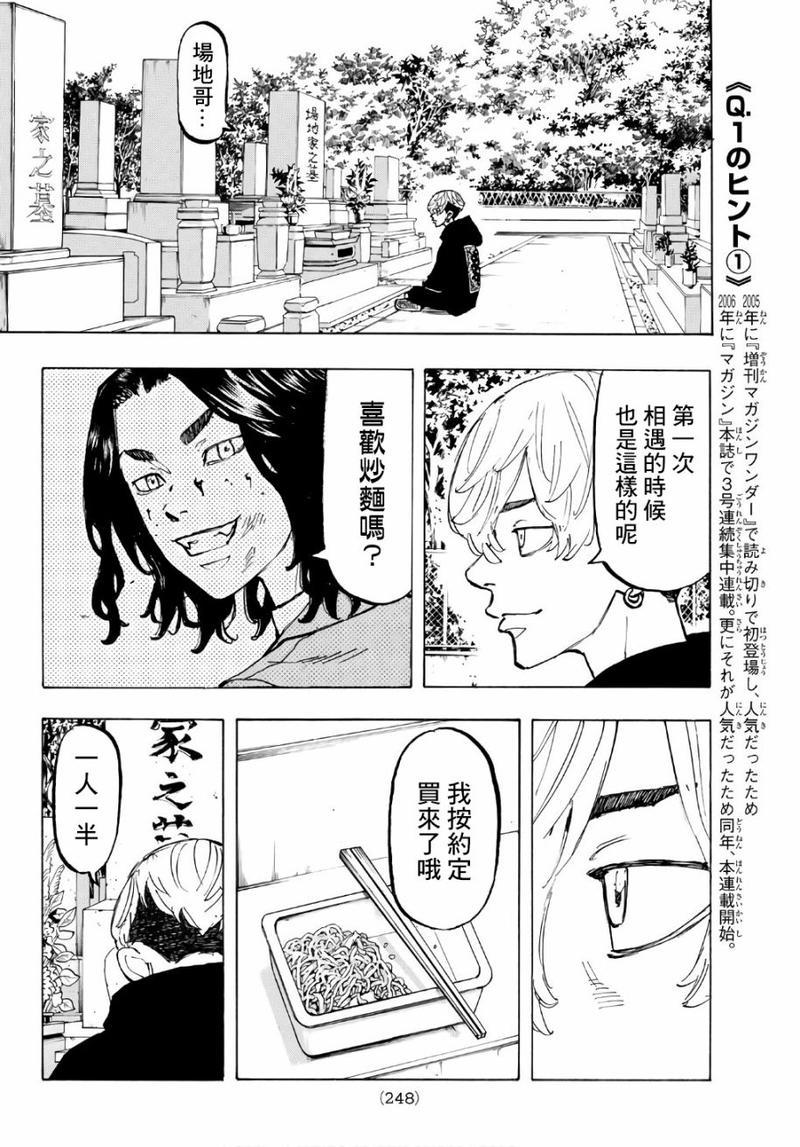 場地哥…
家之墓
場地家之墓
第一次
相遇的時候
也是這樣的呢
喜歡炒麵嗎？
我按約定
買來了哦
家之墓
一人一半
《Q.1のヒント①》
2005年に『増刊マガジンワンダー』で読み切りで初登場し、人気だったため
2006年に『マガジン』本誌で3号連続集中連載。更にそれが人気だったため同年、本連載開始。
(248)